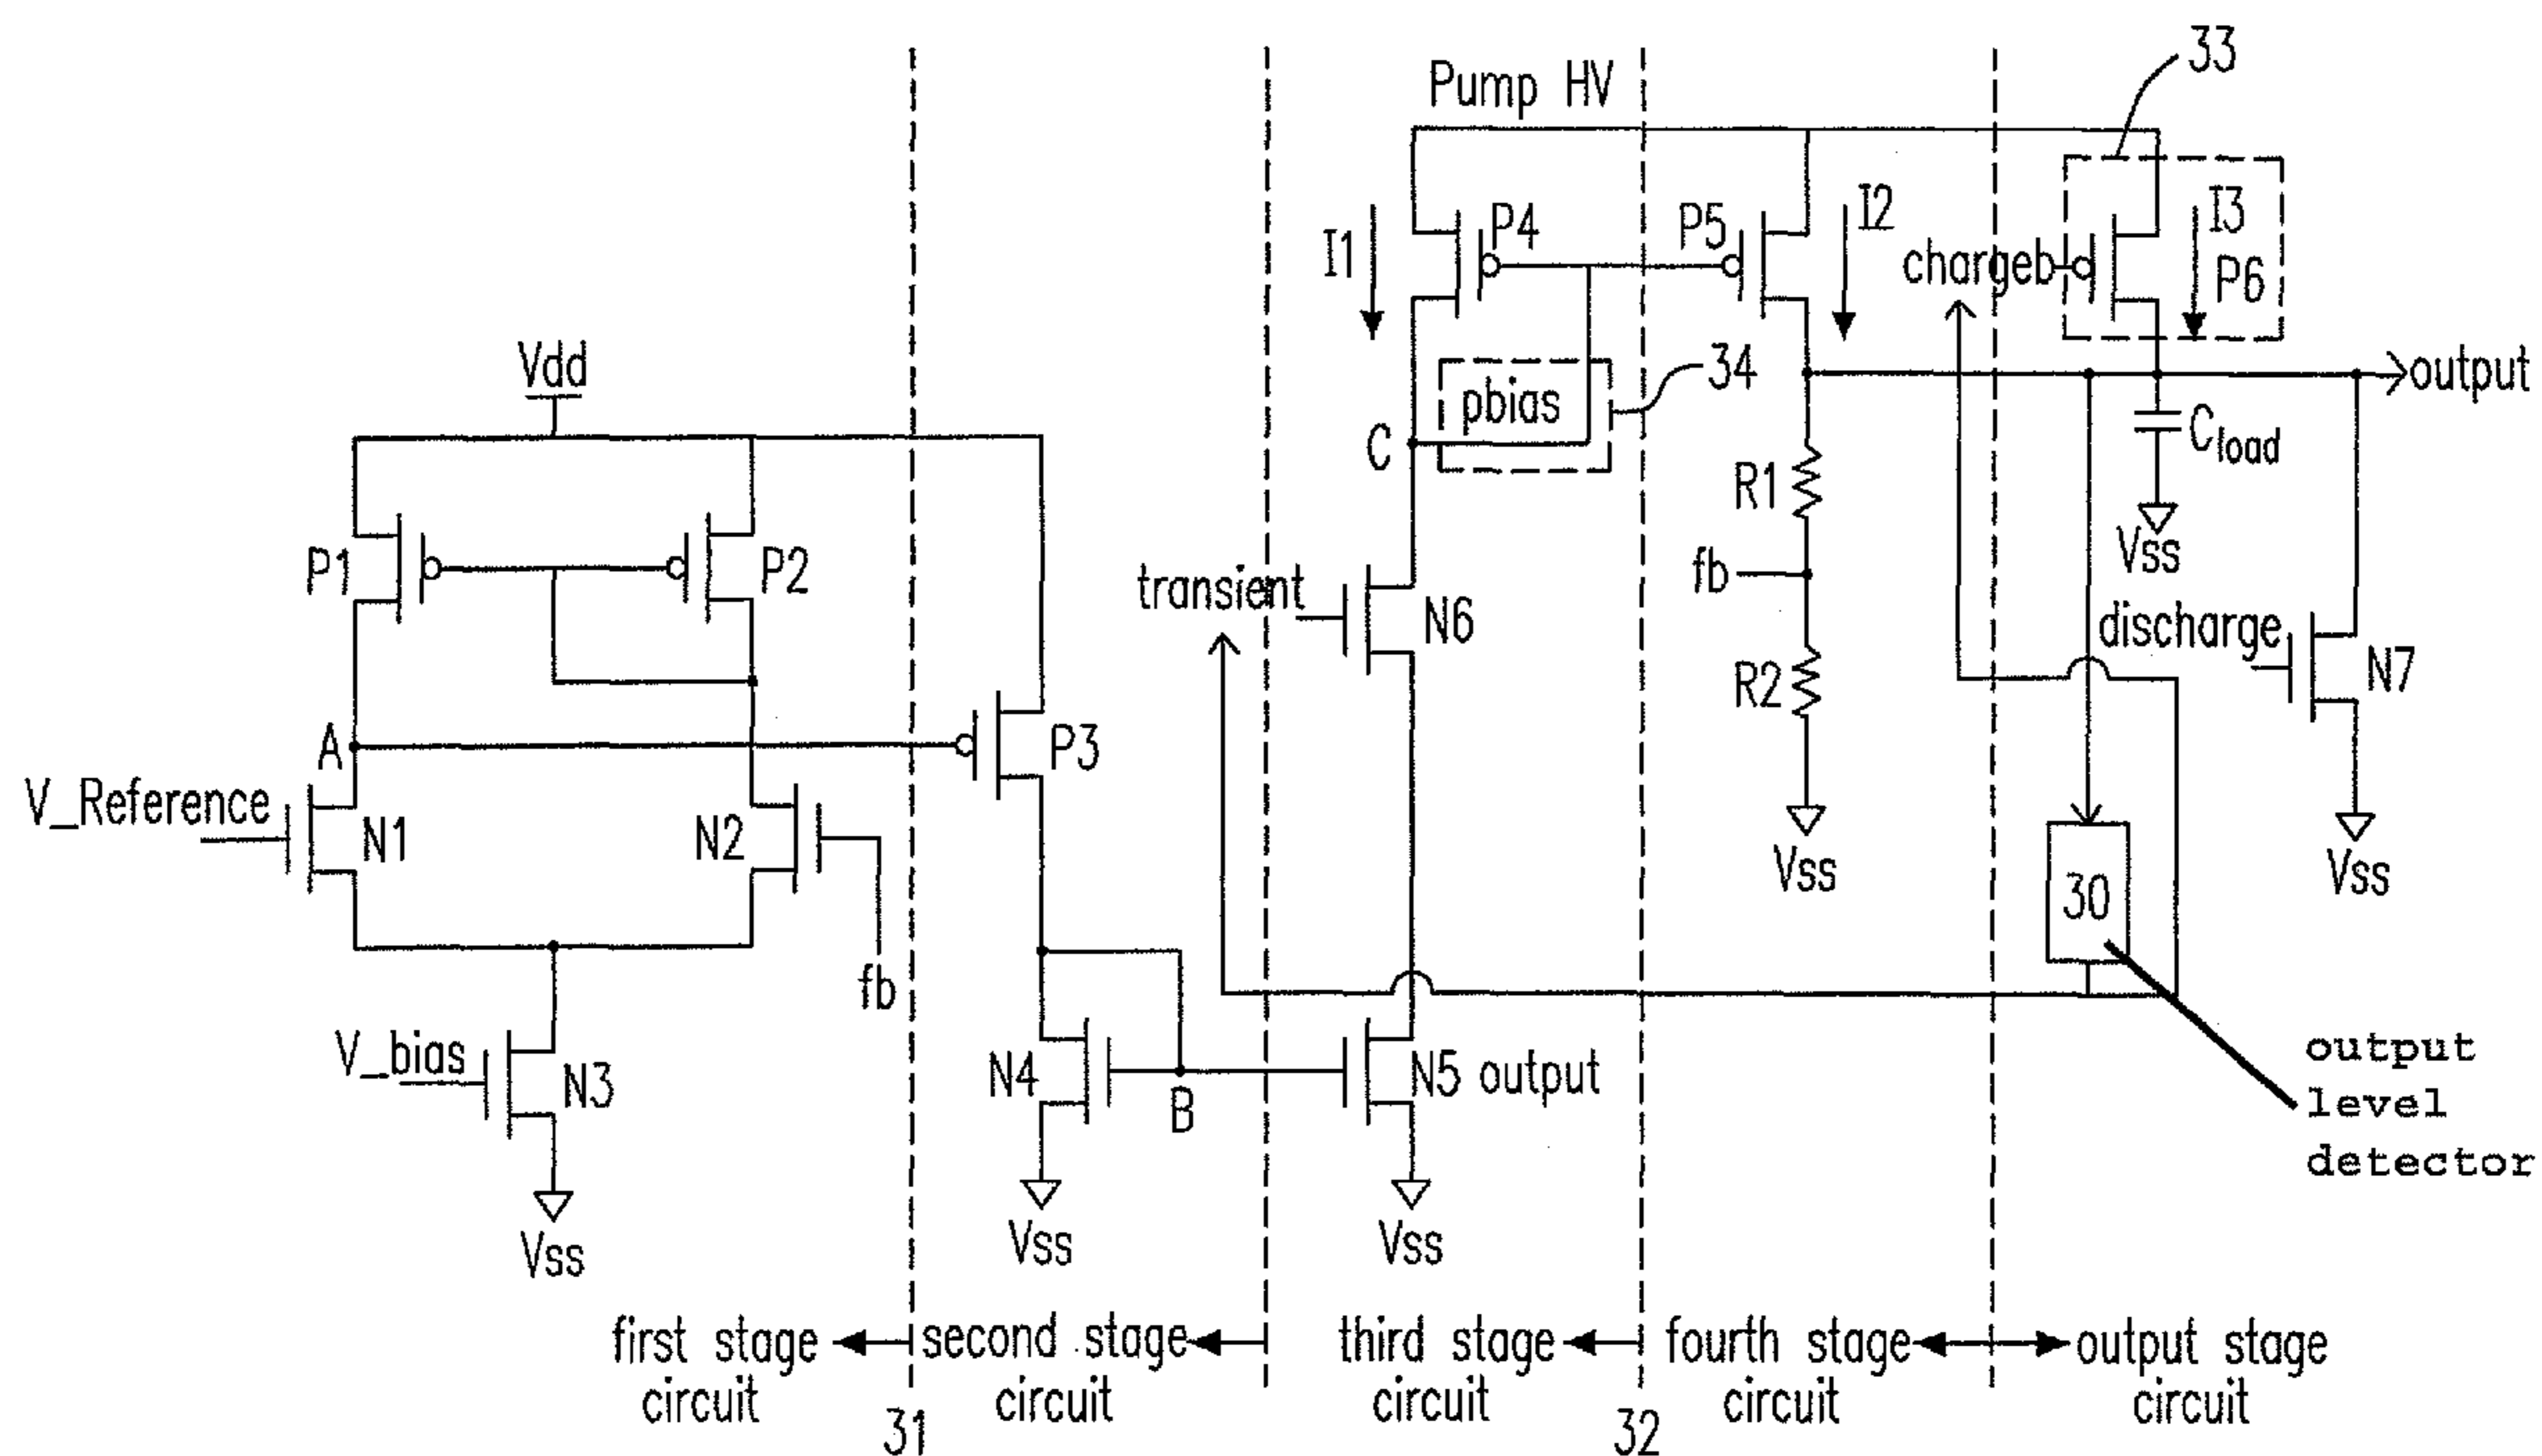 33
Pump HV
I1
P4
P5
I2
chargeb
I3
P6
Vdd
pbias
34
output
C
Cload
P1
P2
R1
Vss
transient
N6
fb
discharge
R2
N7
A
P3
V_Reference
N1
N2
Vss
Vss
30
fb
V_bias
N3
N4
B
N5 output
output
level
detector
Vss
Vss
Vss
first stage
circuit
second stage
circuit
third stage
circuit
fourth stage
circuit
output stage
circuit
31
32